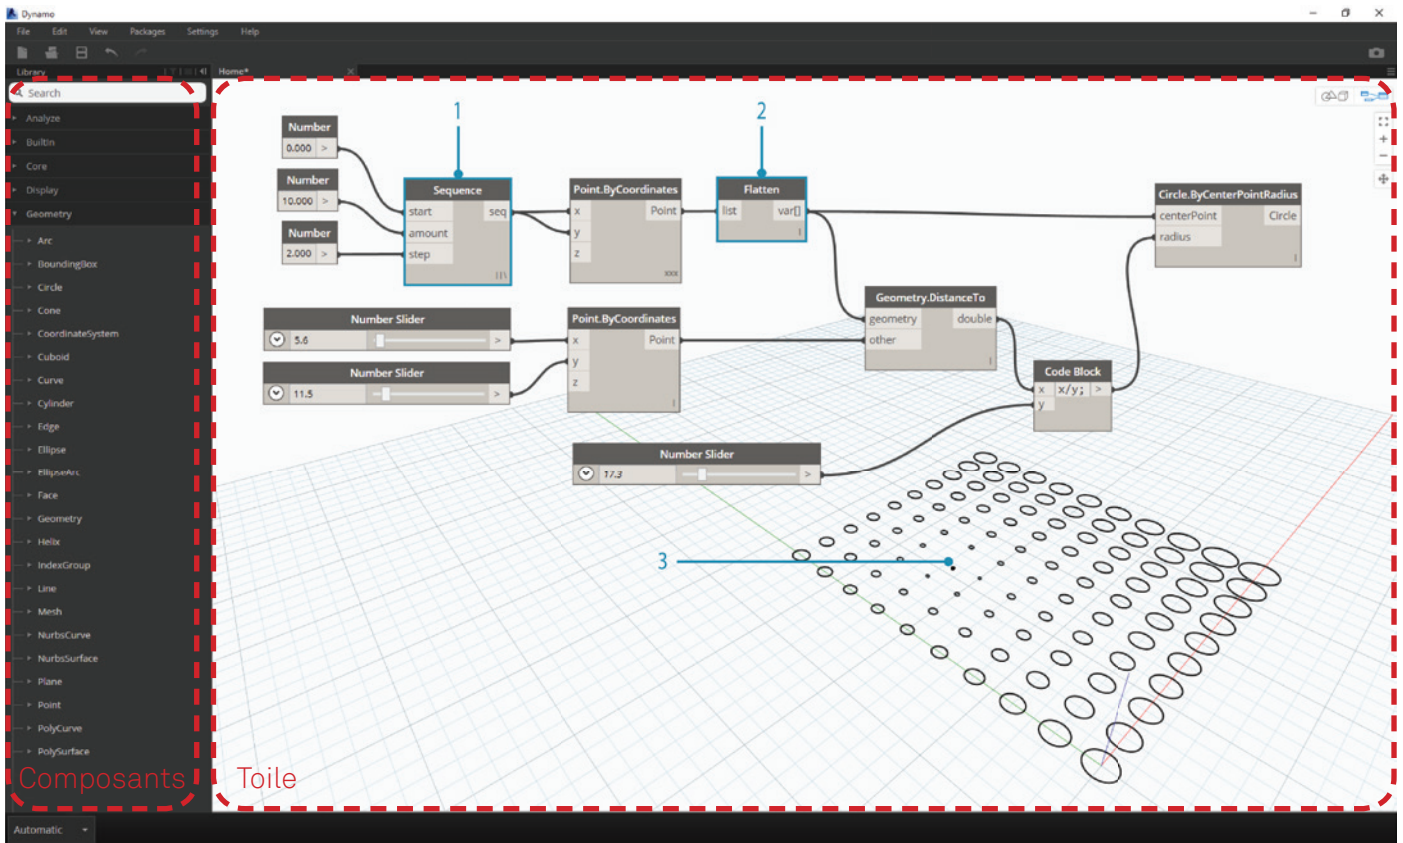 Dynamo
File Edit View Packages Settings Help
Library
Home*
Search
Analyze
BuiltIn
Core
Display
Geometry
Arc
BoundingBox
Circle
Cone
CoordinateSystem
Cuboid
Curve
Cylinder
Edge
Ellipse
EllipseArc
Face
Geometry
Helix
IndexGroup
Line
Mesh
NurbsCurve
NurbsSurface
Plane
Point
PolyCurve
PolySurface
Composants
Automatic
1
2
Number
0.000 >
Number
10.000 >
Number
2.000 >
Sequence
start seq
amount
step
Point.ByCoordinates
x Point
y
z
xxx
Flatten
list var[]
Circle.ByCenterPointRadius
centerPoint Circle
radius
Number Slider
5.6 >
Number Slider
11.5 >
Point.ByCoordinates
x Point
y
z
Geometry.DistanceTo
geometry double
other
Code Block
x x/y; >
y
Number Slider
17.3 >
3
Toile